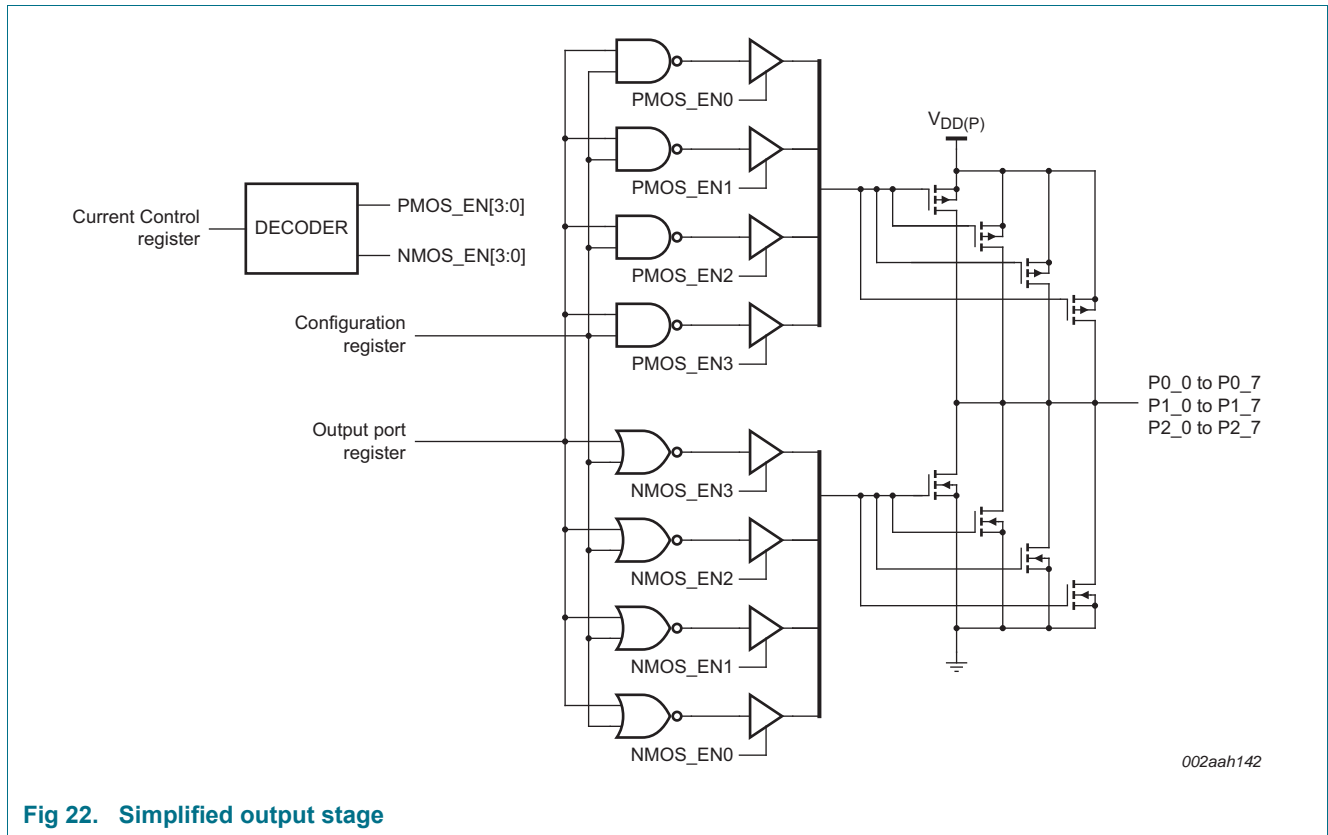 PMOS_EN0
PMOS_EN1
PMOS_EN2
PMOS_EN3
VDD(P)
Current Control
register
DECODER
PMOS_EN[3:0]
NMOS_EN[3:0]
Configuration
register
Output port
register
NMOS_EN3
NMOS_EN2
NMOS_EN1
NMOS_EN0
P0_0 to P0_7
P1_0 to P1_7
P2_0 to P2_7
002aah142
Fig 22. Simplified output stage